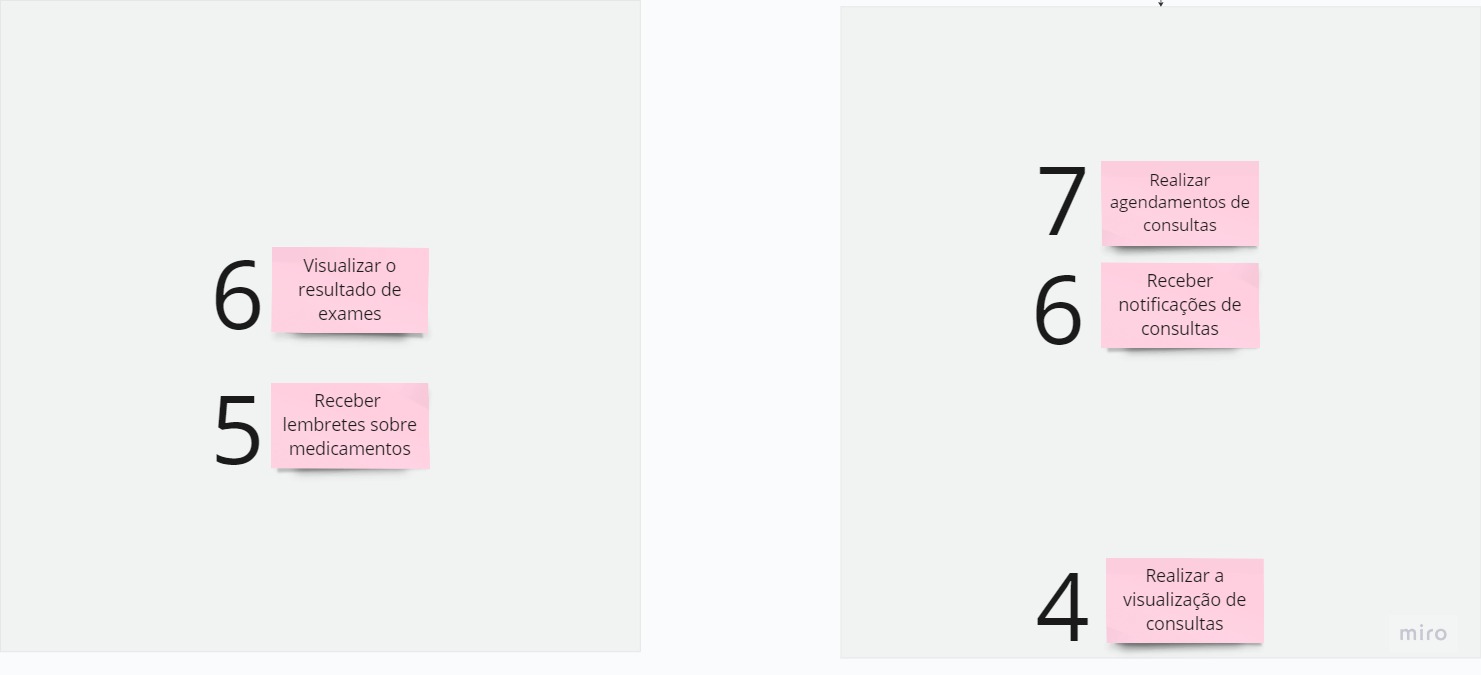 6
Visualizar o
resultado de
exames
5
Receber
lembretes sobre
medicamentos
7
Realizar
agendamentos de
consultas
6
Receber
notificações de
consultas
4
Realizar a
visualização de
consultas
miro